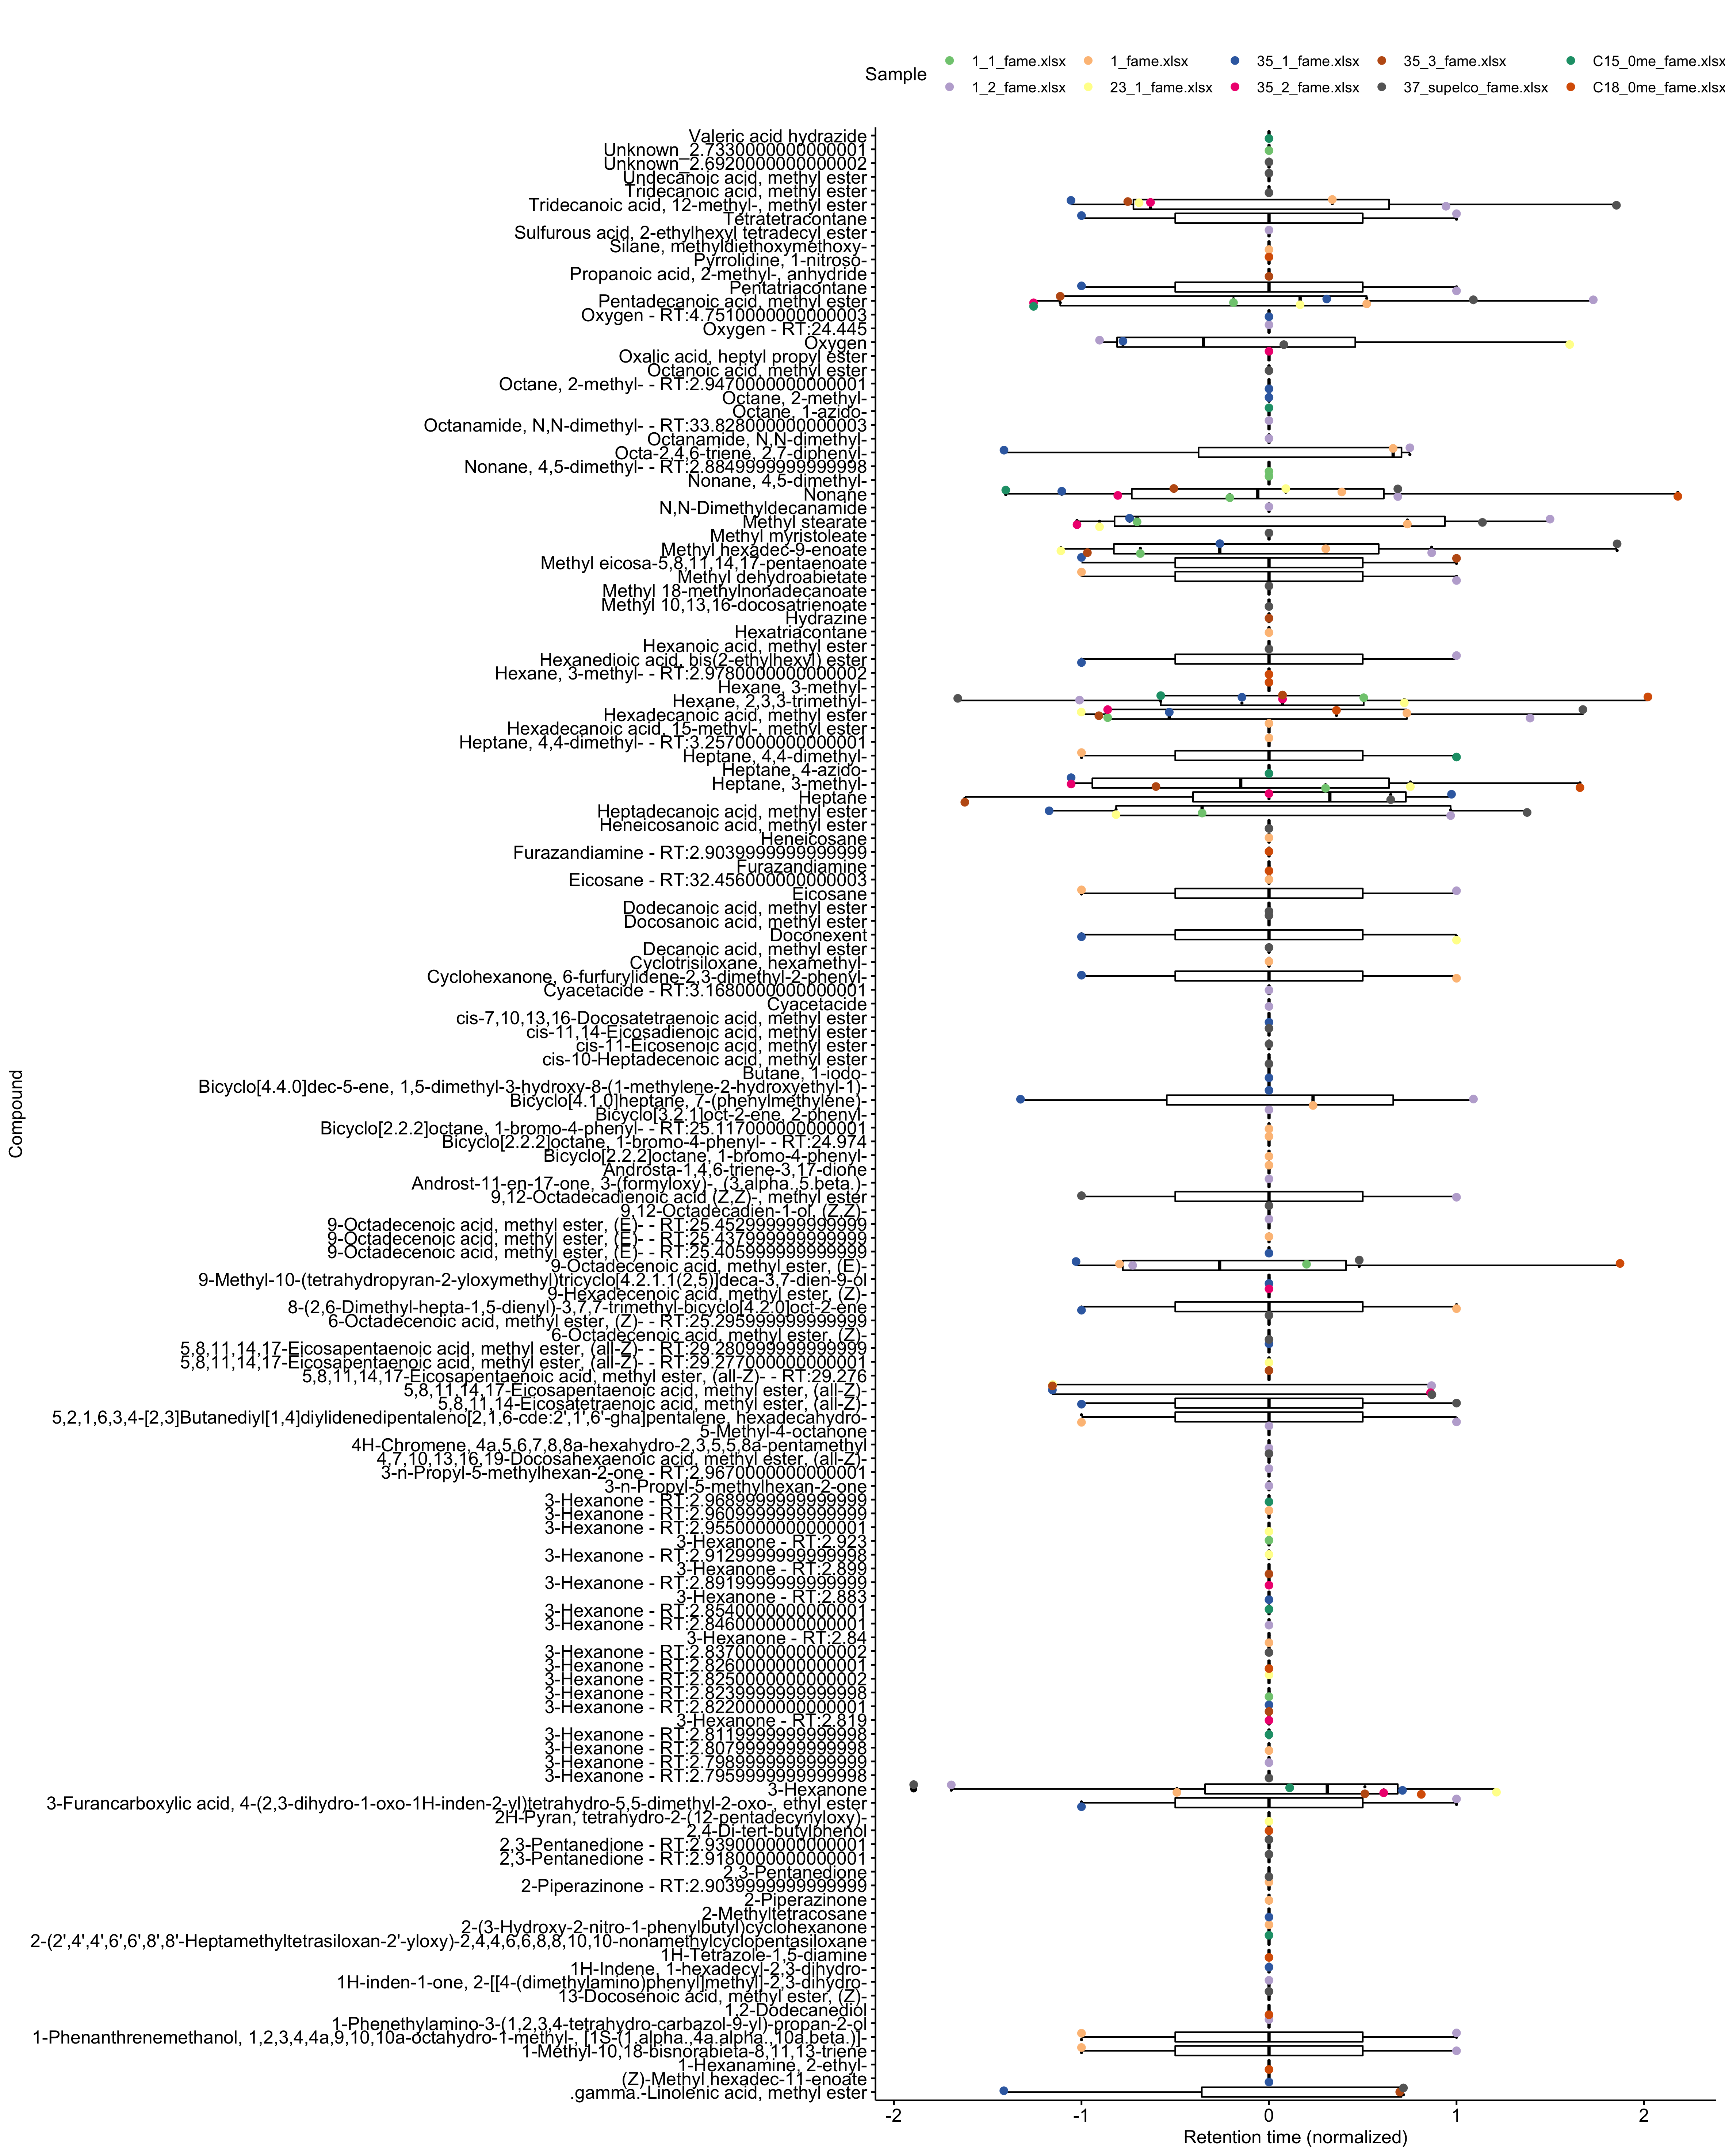 Sample
1_1_fame.xlsx 1_fame.xlsx 35_1_fame.xlsx 35_3_fame.xlsx C15_0me_fame.xlsx
1_2_fame.xlsx 23_1_fame.xlsx 35_2_fame.xlsx 37_supelco_fame.xlsx C18_0me_fame.xlsx
Compound
Valeric acid hydrazide
Unknown_2.7330000000000001
Unknown_2.6920000000000002
Undecanoic acid, methyl ester
Tridecanoic acid, methyl ester
Tridecanoic acid, 12-methyl-, methyl ester
Tetratetracontane
Sulfurous acid, 2-ethylhexyl tetradecyl ester
Silane, methyldiethoxymethoxy-
Pyrrolidine, 1-nitroso-
Propanoic acid, 2-methyl-, anhydride
Pentatriacontane
Pentadecanoic acid, methyl ester
Oxygen - RT:4.7510000000000003
Oxygen - RT:24.445
Oxygen
Oxalic acid, heptyl propyl ester
Octanoic acid, methyl ester
Octane, 2-methyl- - RT:2.9470000000000001
Octane, 2-methyl-
Octane, 1-azido-
Octanamide, N,N-dimethyl- - RT:33.828000000000003
Octanamide, N,N-dimethyl-
Octa-2,4,6-triene, 2,7-diphenyl-
Nonane, 4,5-dimethyl- - RT:2.8849999999999998
Nonane, 4,5-dimethyl-
Nonane
N,N-Dimethyldecanamide
Methyl stearate
Methyl myristoleate
Methyl hexadec-9-enoate
Methyl eicosa-5,8,11,14,17-pentaenoate
Methyl dehydroabietate
Methyl 18-methylnonadecanoate
Methyl 10,13,16-docosatrienoate
Hydrazine
Hexatriacontane
Hexanoic acid, methyl ester
Hexanedioic acid, bis(2-ethylhexyl) ester
Hexane, 3-methyl- - RT:2.9780000000000002
Hexane, 3-methyl-
Hexane, 2,3,3-trimethyl-
Hexadecanoic acid, methyl ester
Hexadecanoic acid, 15-methyl-, methyl ester
Heptane, 4,4-dimethyl- - RT:3.2570000000000001
Heptane, 4,4-dimethyl-
Heptane, 4-azido-
Heptane, 3-methyl-
Heptane
Heptadecanoic acid, methyl ester
Heneicosanoic acid, methyl ester
Heneicosane
Furazandiamine - RT:2.9039999999999999
Furazandiamine
Eicosane - RT:32.456000000000003
Eicosane
Dodecanoic acid, methyl ester
Docosanoic acid, methyl ester
Doconexent
Decanoic acid, methyl ester
Cyclotrisiloxane, hexamethyl-
Cyclohexanone, 6-furfurylidene-2,3-dimethyl-2-phenyl-
Cyacetacide - RT:3.1680000000000001
Cyacetacide
cis-7,10,13,16-Docosatetraenoic acid, methyl ester
cis-11,14-Eicosadienoic acid, methyl ester
cis-11-Eicosenoic acid, methyl ester
cis-10-Heptadecenoic acid, methyl ester
Butane, 1-iodo-
Bicyclo[4.4.0]dec-5-ene, 1,5-dimethyl-3-hydroxy-8-(1-methylene-2-hydroxyethyl-1)-
Bicyclo[4.1.0]heptane, 7-(phenylmethylene)-
Bicyclo[3.2.1]oct-2-ene, 2-phenyl-
Bicyclo[2.2.2]octane, 1-bromo-4-phenyl- - RT:25.117000000000001
Bicyclo[2.2.2]octane, 1-bromo-4-phenyl- - RT:24.974
Bicyclo[2.2.2]octane, 1-bromo-4-phenyl-
Androsta-1,4,6-triene-3,17-dione
Androst-11-en-17-one, 3-(formyloxy)-, (3.alpha.,5.beta.)-
9,12-Octadecadienoic acid (Z,Z)-, methyl ester
9,12-Octadecadien-1-ol, (Z,Z)-
9-Octadecenoic acid, methyl ester, (E)- - RT:25.452999999999999
9-Octadecenoic acid, methyl ester, (E)- - RT:25.437999999999999
9-Octadecenoic acid, methyl ester, (E)- - RT:25.405999999999999
9-Octadecenoic acid, methyl ester, (E)-
9-Methyl-10-(tetrahydropyran-2-yloxymethyl)tricyclo[4.2.1.1(2,5)]deca-3,7-dien-9-ol
9-Hexadecenoic acid, methyl ester, (Z)-
8-(2,6-Dimethyl-hepta-1,5-dienyl)-3,7,7-trimethyl-bicyclo[4.2.0]oct-2-ene
6-Octadecenoic acid, methyl ester, (Z)- - RT:25.295999999999999
6-Octadecenoic acid, methyl ester, (Z)-
5,8,11,14,17-Eicosapentaenoic acid, methyl ester, (all-Z)- - RT:29.280999999999999
5,8,11,14,17-Eicosapentaenoic acid, methyl ester, (all-Z)- - RT:29.277000000000001
5,8,11,14,17-Eicosapentaenoic acid, methyl ester, (all-Z)- - RT:29.276
5,8,11,14,17-Eicosapentaenoic acid, methyl ester, (all-Z)-
5,8,11,14-Eicosatetraenoic acid, methyl ester, (all-Z)-
5,2,1,6,3,4-[2,3]Butanediyl[1,4]diylidenedipentaleno[2,1,6-cde:2',1',6'-gha]pentalene, hexadecahydro-
5-Methyl-4-octanone
4H-Chromene, 4a,5,6,7,8,8a-hexahydro-2,3,5,5,8a-pentamethyl
4,7,10,13,16,19-Docosahexaenoic acid, methyl ester, (all-Z)-
3-n-Propyl-5-methylhexan-2-one - RT:2.9670000000000001
3-n-Propyl-5-methylhexan-2-one
3-Hexanone - RT:2.9689999999999999
3-Hexanone - RT:2.9609999999999999
3-Hexanone - RT:2.9550000000000001
3-Hexanone - RT:2.923
3-Hexanone - RT:2.9129999999999998
3-Hexanone - RT:2.899
3-Hexanone - RT:2.8919999999999999
3-Hexanone - RT:2.883
3-Hexanone - RT:2.8540000000000001
3-Hexanone - RT:2.8460000000000001
3-Hexanone - RT:2.84
3-Hexanone - RT:2.8370000000000002
3-Hexanone - RT:2.8260000000000001
3-Hexanone - RT:2.8250000000000002
3-Hexanone - RT:2.8239999999999998
3-Hexanone - RT:2.8220000000000001
3-Hexanone - RT:2.819
3-Hexanone - RT:2.8119999999999998
3-Hexanone - RT:2.8079999999999998
3-Hexanone - RT:2.7989999999999999
3-Hexanone - RT:2.7959999999999998
3-Hexanone
3-Furancarboxylic acid, 4-(2,3-dihydro-1-oxo-1H-inden-2-yl)tetrahydro-5,5-dimethyl-2-oxo-, ethyl ester
2H-Pyran, tetrahydro-2-(12-pentadecynyloxy)-
2,4-Di-tert-butylphenol
2,3-Pentanedione - RT:2.9390000000000001
2,3-Pentanedione - RT:2.9180000000000001
2,3-Pentanedione
2-Piperazinone - RT:2.9039999999999999
2-Piperazinone
2-Methyltetracosane
2-(3-Hydroxy-2-nitro-1-phenylbutyl)cyclohexanone
2-(2',4',4',6',6',8',8'-Heptamethyltetrasiloxan-2'-yloxy)-2,4,4,6,6,8,8,10,10-nonamethylcyclopentasiloxane
1H-Tetrazole-1,5-diamine
1H-Indene, 1-hexadecyl-2,3-dihydro-
1H-inden-1-one, 2-[[4-(dimethylamino)phenyl]methyl]-2,3-dihydro-
13-Docosenoic acid, methyl ester, (Z)-
1,2-Dodecanediol
1-Phenethylamino-3-(1,2,3,4-tetrahydro-carbazol-9-yl)-propan-2-ol
1-Phenanthrenemethanol, 1,2,3,4,4a,9,10,10a-octahydro-1-methyl-, [1S-(1.alpha.,4a.alpha.,10a.beta.)]-
1-Methyl-10,18-bisnorabieta-8,11,13-triene
1-Hexanamine, 2-ethyl-
(Z)-Methyl hexadec-11-enoate
.gamma.-Linolenic acid, methyl ester
-2 -1 0 1 2
Retention time (normalized)